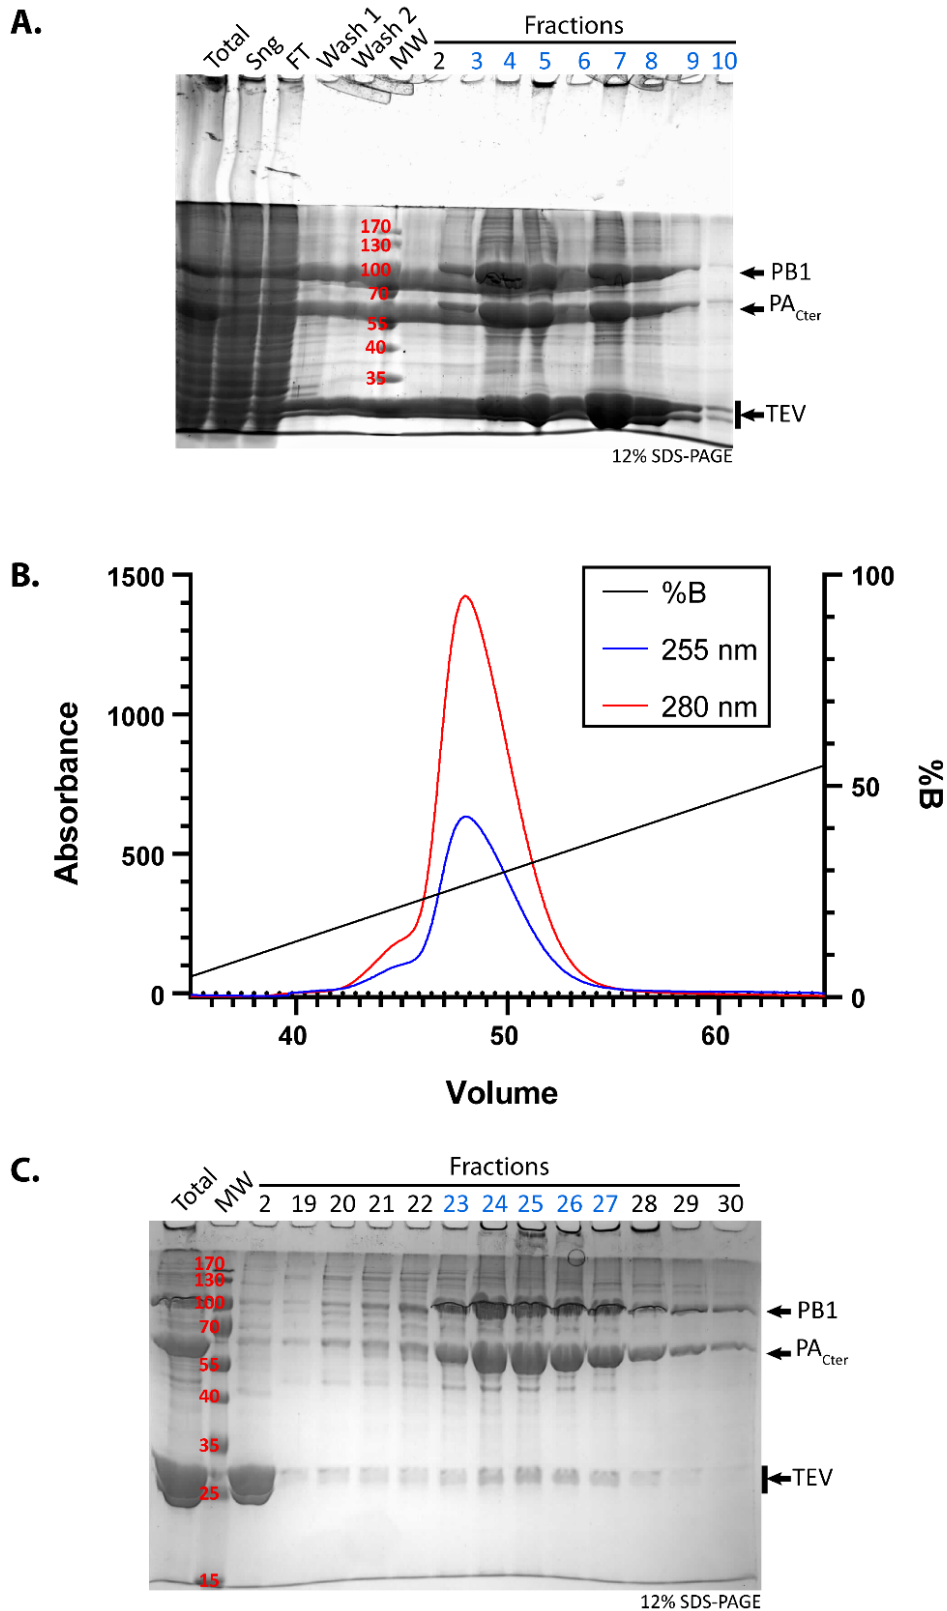 A.
Fractions
Total Sng FT Wash 1 Wash 2 MW 2 3 4 5 6 7 8 9 10
170
130
100
70
55
40
35
PB1
PACter
TEV
12% SDS-PAGE
B.
1500
1000
500
0
Absorbance
100
50
0
%B
%B
255 nm
280 nm
40 50 60
Volume
C.
Fractions
Total MW 2 19 20 21 22 23 24 25 26 27 28 29 30
170
130
100
70
55
40
35
25
15
PB1
PACter
TEV
12% SDS-PAGE